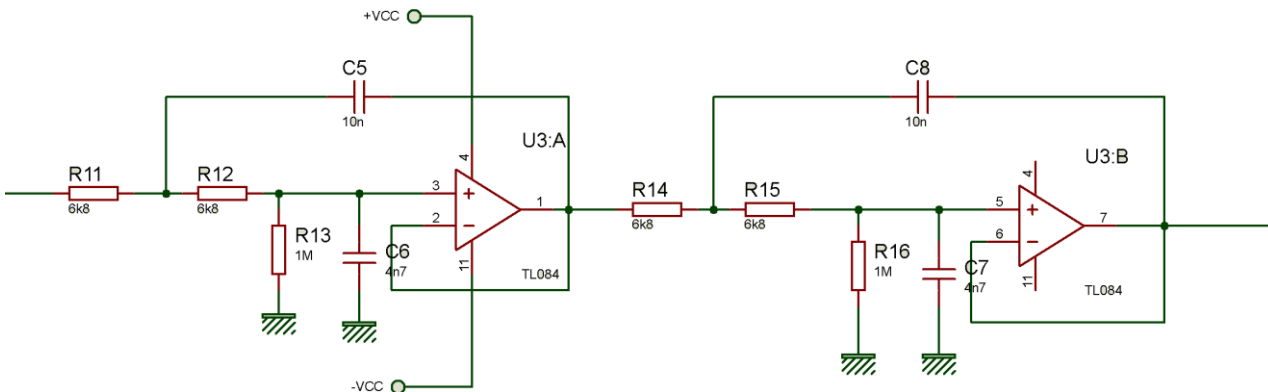 +VCC
C5
10n
U3:A
4
R11
6k8
R12
6k8
3
2
1
11
R13
1M
C6
4n7
TL084
-VCC
C8
10n
U3:B
4
R14
6k8
R15
6k8
5
6
7
11
R16
1M
C7
4n7
TL084